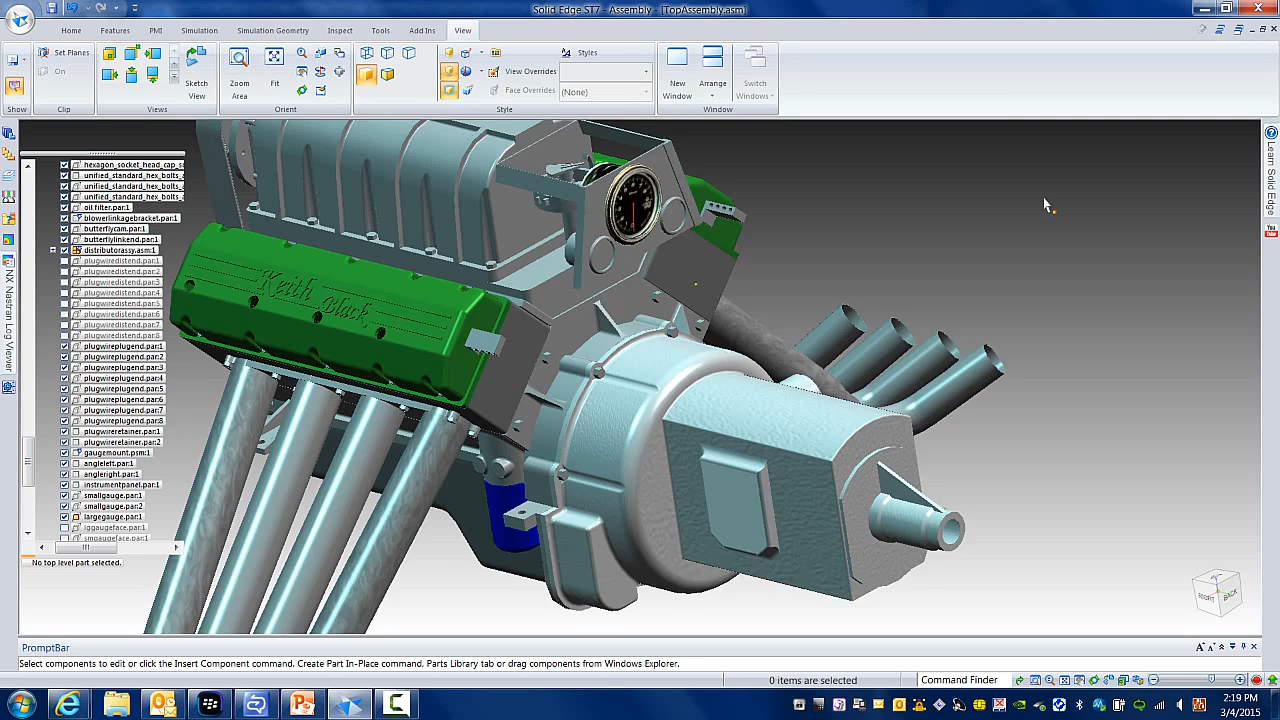 Solid Edge ST7 - Assembly - [TopAssembly.asm]
Home Features PMI Simulation Simulation Geometry Inspect Tools Add Ins View
Set Planes
On
Sketch
View
Zoom
Area
Fit
Styles
View Overrides
Face Overrides
(None)
New
Window
Arrange
Switch
Windows
Show Clip Views Orient Style Window
hexagon_socket_head_cap_s
unified_standard_hex_bolts_
unified_standard_hex_bolts_
unified_standard_hex_bolts_
oil filter.par:1
blowerlinkagebracket.par:1
butterflycam.par:1
butterflylinkend.par:1
distributorassy.asm:1
plugwiredistend.par:1
plugwiredistend.par:2
plugwiredistend.par:3
plugwiredistend.par:4
plugwiredistend.par:5
plugwiredistend.par:6
plugwiredistend.par:7
plugwiredistend.par:8
plugwireplugend.par:1
plugwireplugend.par:2
plugwireplugend.par:3
plugwireplugend.par:4
plugwireplugend.par:5
plugwireplugend.par:6
plugwireplugend.par:7
plugwireplugend.par:8
plugwireretainer.par:1
plugwireretainer.par:2
gaugemount.psm:1
angleleft.par:1
angleright.par:1
instrumentpanel.par:1
smallgauge.par:1
smallgauge.par:2
largegauge.par:1
lggaugeface.par:1
smgaugeface.par:1
No top level part selected.
NX Nastran Log Viewer
Keith Black
Learn Solid Edge
You
Tube
RIGHT BACK
PromptBar
Select components to edit or click the Insert Component command. Create Part In-Place command. Parts Library tab or drag components from Windows Explorer.
0 items are selected
Command Finder
2:19 PM
3/4/2015